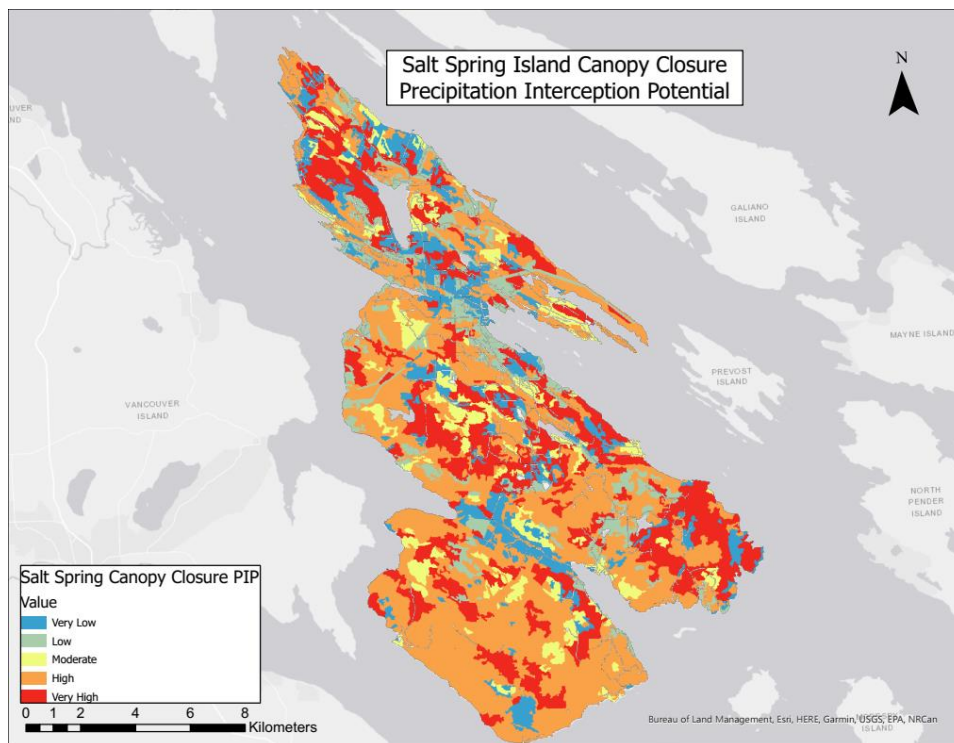 Salt Spring Island Canopy Closure
Precipitation Interception Potential
N
GALIANO
ISLAND
MAYNE ISLAND
PREVOST
ISLAND
VANCOUVER
ISLAND
NORTH
PENDER
ISLAND
Salt Spring Canopy Closure PIP
Value
Very Low
Low
Moderate
High
Very High
0 1 2 4 6 8
Kilometers
ISLAND
Bureau of Land Management, Esri, HERE, Garmin, USGS, EPA, NRCan